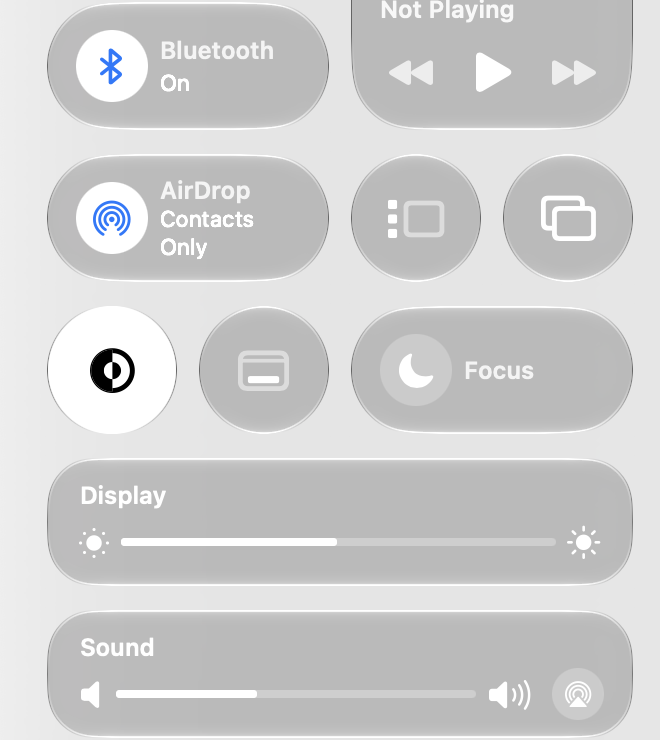 Not Playing
Bluetooth
On
AirDrop
Contacts
Only
Focus
Display
Sound